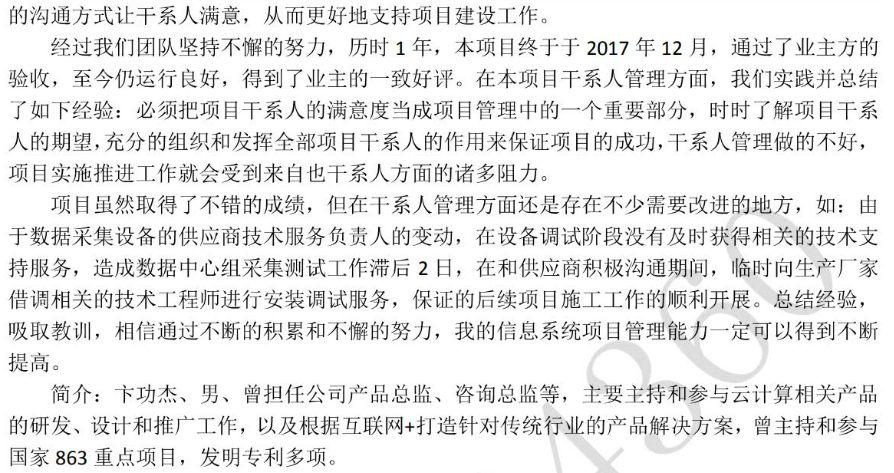 的沟通方式让干系人满意，从而更好地支持项目建设工作。
经过我们团队坚持不懈的努力，历时 1 年，本项目终于于 2017 年 12 月，通过了业主方的
验收，至今仍运行良好，得到了业主的一致好评。在本项目干系人管理方面，我们实践并总结
了如下经验：必须把项目干系人的满意度当成项目管理中的一个重要部分，时时了解项目干系
人的期望，充分的组织和发挥全部项目干系人的作用来保证项目的成功，干系人管理做的不好，
项目实施推进工作就会受到来自也干系人方面的诸多阻力。
项目虽然取得了不错的成绩，但在干系人管理方面还是存在不少需要改进的地方，如：由
于数据采集设备的供应商技术服务负责人的变动，在设备调试阶段没有及时获得相关的技术支
持服务，造成数据中心组采集测试工作滞后 2 日，在和供应商积极沟通期间，临时向生产厂家
借调相关的技术工程师进行安装调试服务，保证的后续项目施工工作的顺利开展。总结经验，
吸取教训，相信通过不断的积累和不懈的努力，我的信息系统项目管理能力一定可以得到不断
提高。
简介：卞功杰、男、曾担任公司产品总监、咨询总监等，主要主持和参与云计算相关产品
的研发、设计和推广工作，以及根据互联网+打造针对传统行业的产品解决方案，曾主持和参与
国家 863 重点项目，发明专利多项。